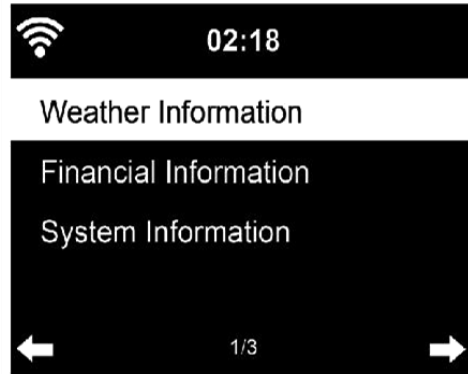 02:18
Weather Information
Financial Information
System Information
1/3